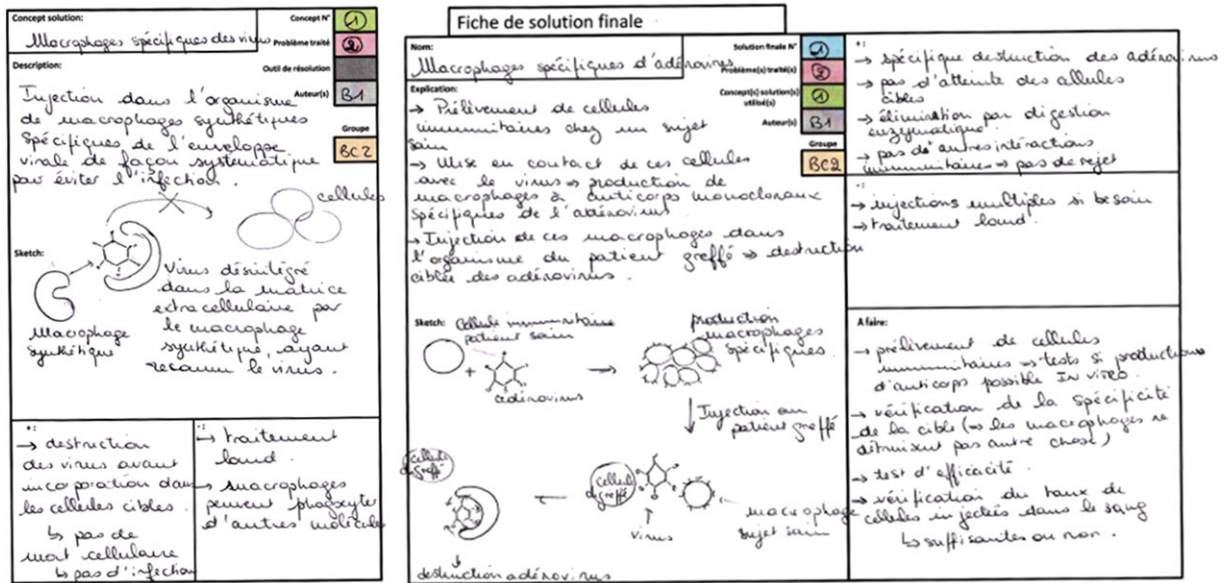 Concept solution:
Macrophages spécifiques des virus
Concept N°
1
Problème traité
2
Outil de résolution
Auteur(s)
B1
Groupe
BC2
Description:
Injection dans l'organisme
de macrophages synthétiques
spécifiques de l'enveloppe
virale de façon systématique
pour éviter l'infection.
Sketch:
cellules
Macrophage
synthétique
Virus désintégré
dans la matrice
extracellulaire par
le macrophage
synthétique, ayant
reconnu le virus.
+:
→ destruction
des virus avant
incorporation dans
les cellules cibles.
↳ pas de
mort cellulaire
↳ pas d'infection
-:
→ traitement
lourd.
→ macrophages
peuvent phagocyter
d'autres molécules
Fiche de solution finale
Nom:
Macrophages spécifiques d'adénovirus
Solution finale N°
1
Problème(s) traité(s)
2
Concept(s) solution(s)
utilisé(s)
1
Auteur(s)
B1
Groupe
BC2
Explication:
→ Prélèvement de cellules
immunitaires chez un sujet
sain
→ Mise en contact de ces cellules
avec le virus → production de
macrophages à anticorps monoclonaux
spécifiques de l'adénovirus
→ Injection de ces macrophages dans
l'organisme du patient greffé → destruction
ciblée des adénovirus.
Sketch:
Cellule immunitaire
patient sain
+
adénovirus
production
macrophages
spécifiques.
Injection au
patient greffé
cellule
du greffé
virus
macrophage
sujet sain
cellule
du greffé
destruction adénovirus
+:
→ spécifique destruction des adénovirus
→ pas d'atteinte des cellules
cibles
→ élimination par digestion
enzymatique.
→ pas de autres intéractions
immunitaires → pas de rejet
-:
→ injections multiples si besoin
→ traitement lourd.
A faire:
→ prélèvement de cellules
immunitaires → tests si productions
d'anticorps possible IN VITRO.
→ vérification de la spécificité
de la cible (→ les macrophages ne
détruisent pas autre chose)
→ test d'efficacité.
→ vérification du taux de
cellules injectées dans le sang
↳ suffisantes ou non.